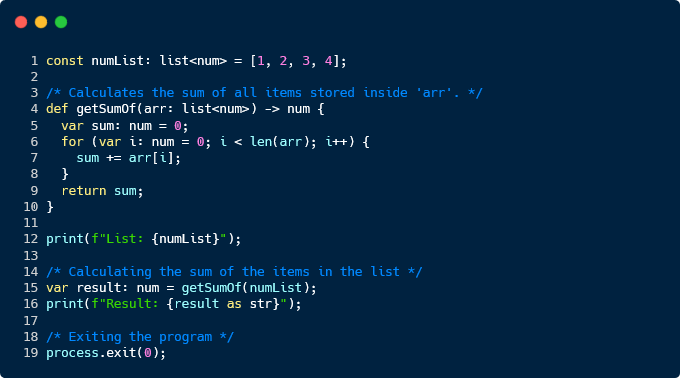 1 const numList: list<num> = [1, 2, 3, 4];
2
3 /* Calculates the sum of all items stored inside 'arr'. */
4 def getSumOf(arr: list<num>) -> num {
5   var sum: num = 0;
6   for (var i: num = 0; i < len(arr); i++) {
7     sum += arr[i];
8   }
9   return sum;
10 }
11
12 print(f"List: {numList}");
13
14 /* Calculating the sum of the items in the list */
15 var result: num = getSumOf(numList);
16 print(f"Result: {result as str}");
17
18 /* Exiting the program */
19 process.exit(0);